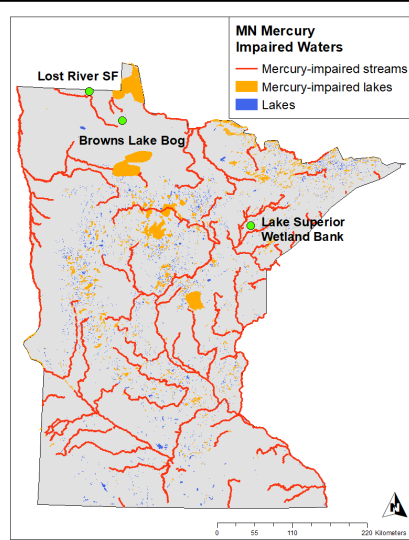 MN Mercury
Impaired Waters
Mercury-impaired streams
Mercury-impaired lakes
Lakes
Lost River SF
Browns Lake Bog
Lake Superior
Wetland Bank
N
0 55 110 220 Kilometers